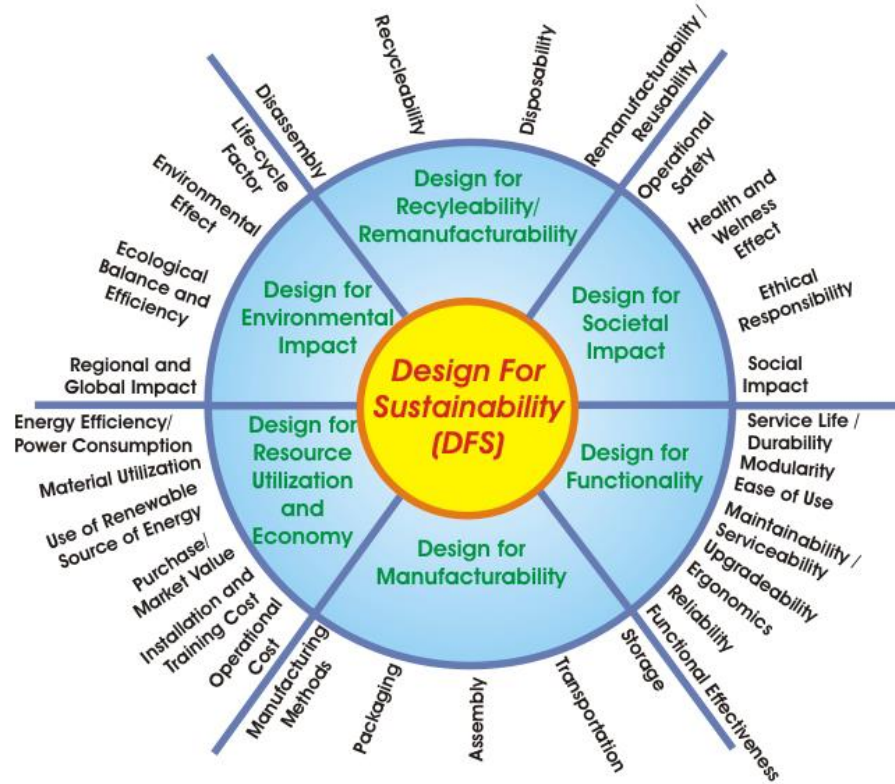 Design For
Sustainability
(DFS)
Design for
Recyleability/
Remanufacturability
Disassembly
Recycleability
Disposability
Remanufacturability /
Reusability
Design for
Societal
Impact
Operational
Safety
Health and
Welness
Effect
Ethical
Responsibility
Social
Impact
Design for
Functionality
Service Life /
Durability
Modularity
Ease of Use
Maintainability /
Serviceability
Upgradeability
Ergonomics
Reliability
Functional Effectiveness
Design for
Manufacturability
Storage
Transportation
Assembly
Packaging
Manufacturing
Methods
Design for
Resource
Utilization
and
Economy
Operational
Cost
Installation and
Training Cost
Purchase/
Market Value
Use of Renewable
Source of Energy
Material Utilization
Energy Efficiency/
Power Consumption
Design for
Environmental
Impact
Regional and
Global Impact
Ecological
Balance and
Efficiency
Environmental
Effect
Life-cycle
Factor